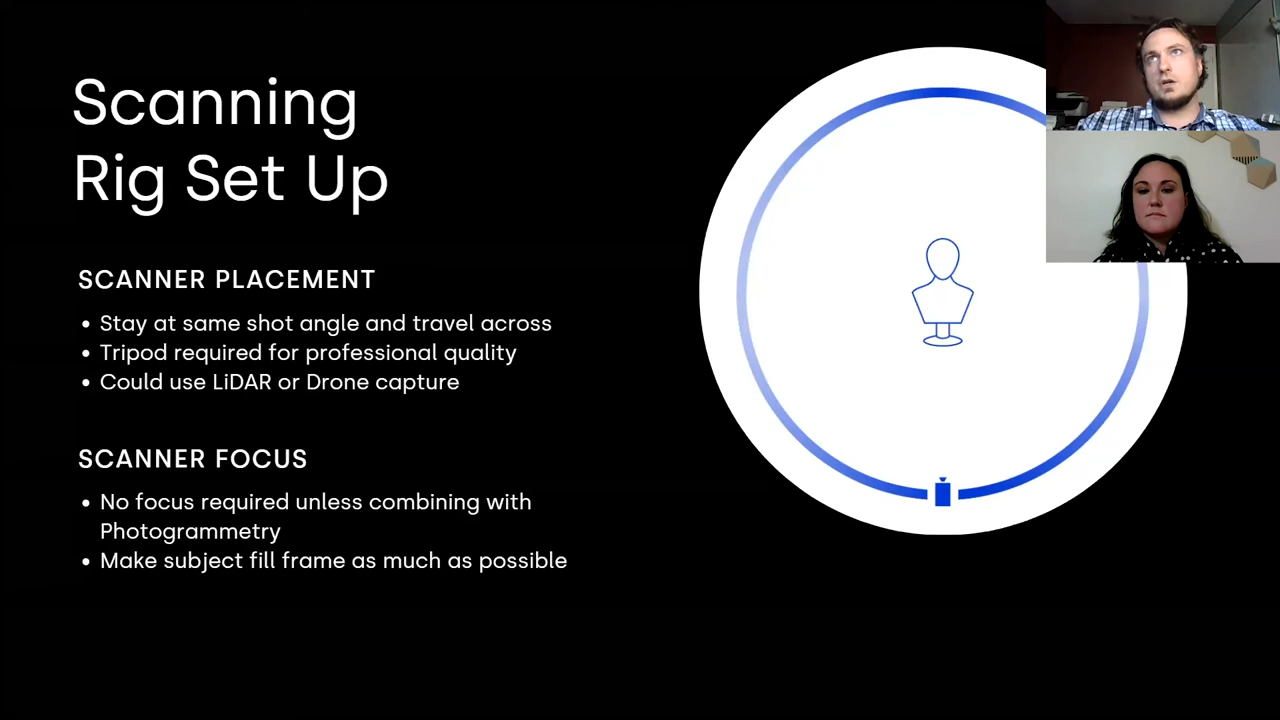 Scanning
Rig Set Up
SCANNER PLACEMENT
• Stay at same shot angle and travel across
• Tripod required for professional quality
• Could use LiDAR or Drone capture
SCANNER FOCUS
• No focus required unless combining with
Photogrammetry
• Make subject fill frame as much as possible